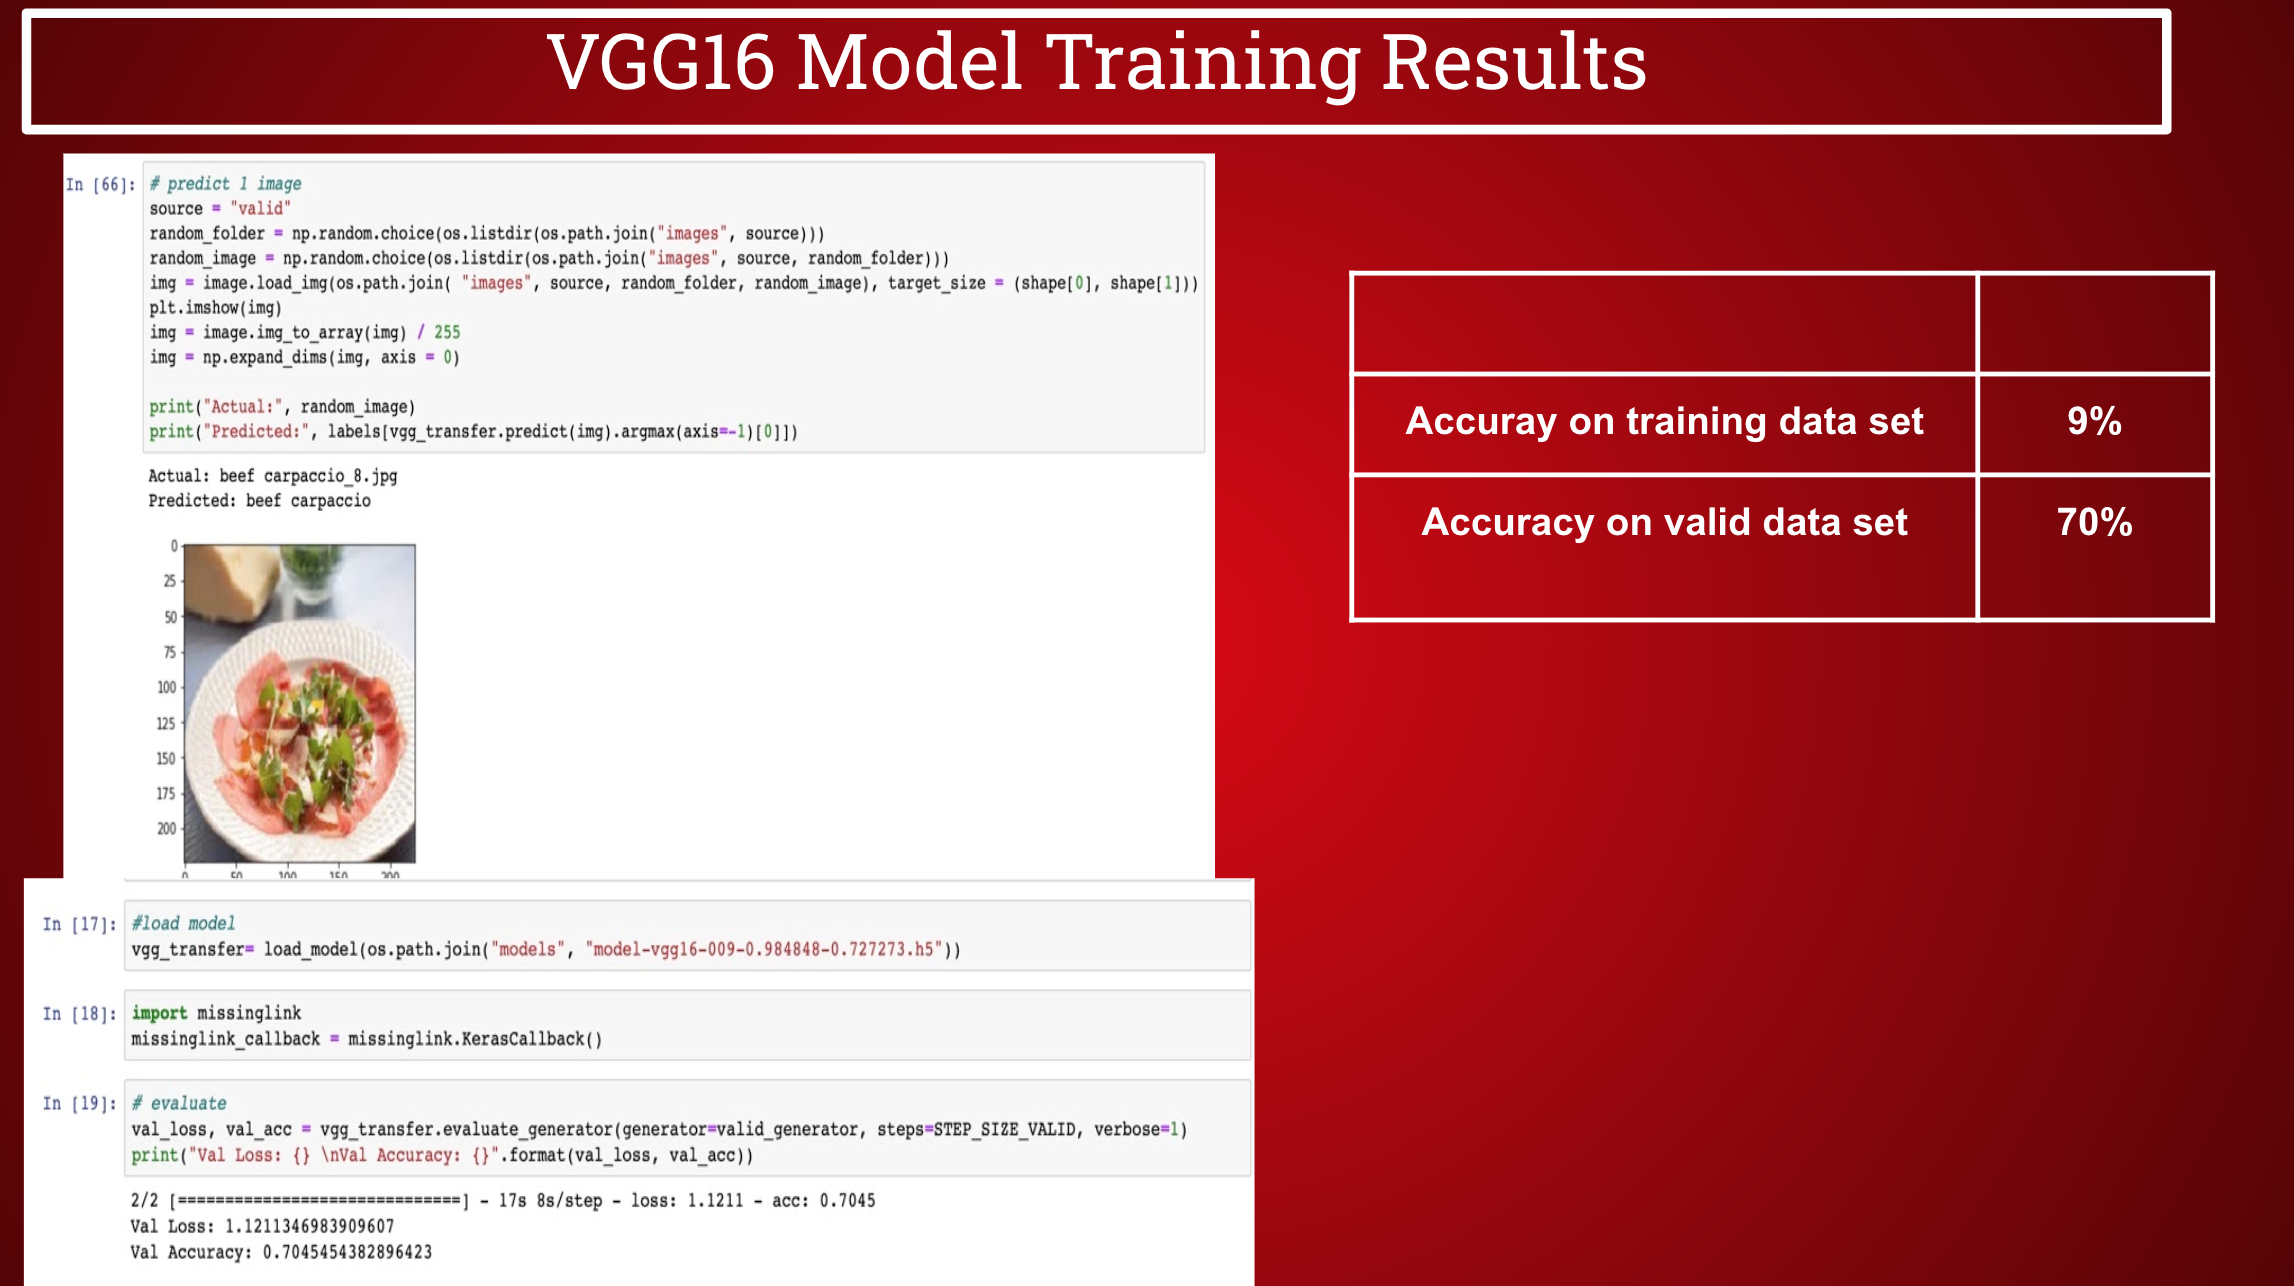 VGG16 Model Training Results
In [66]: # predict 1 image
source = "valid"
random_folder = np.random.choice(os.listdir(os.path.join("images", source)))
random_image = np.random.choice(os.listdir(os.path.join("images", source, random_folder)))
img = image.load_img(os.path.join( "images", source, random_folder, random_image), target_size = (shape[0], shape[1]))
plt.imshow(img)
img = image.img_to_array(img) / 255
img = np.expand_dims(img, axis = 0)
print("Actual:", random_image)
print("Predicted:", labels[vgg_transfer.predict(img).argmax(axis=-1)[0]])
Actual: beef carpaccio_8.jpg
Predicted: beef carpaccio
0
25
50
75
100
125
150
175
200
0 50 100 150 200
In [17]: #load model
vgg_transfer= load_model(os.path.join("models", "model-vgg16-009-0.984848-0.727273.h5"))
In [18]: import missinglink
missinglink_callback = missinglink.KerasCallback()
In [19]: # evaluate
val_loss, val_acc = vgg_transfer.evaluate_generator(generator=valid_generator, steps=STEP_SIZE_VALID, verbose=1)
print("Val Loss: {} \nVal Accuracy: {}".format(val_loss, val_acc))
2/2 [==============================] - 17s 8s/step - loss: 1.1211 - acc: 0.7045
Val Loss: 1.1211346983909607
Val Accuracy: 0.7045454382896423
Accuray on training data set 9%
Accuracy on valid data set 70%